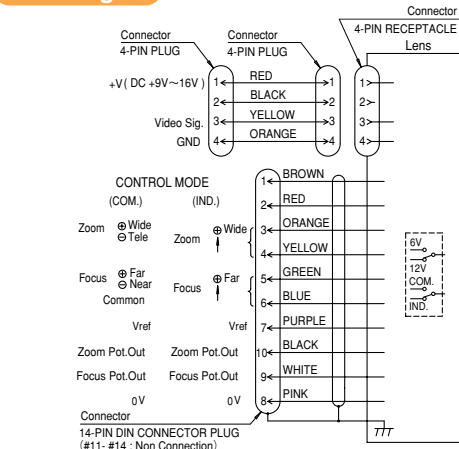 Connector
4-PIN RECEPTACLE
Lens
Connector
4-PIN PLUG
Connector
4-PIN PLUG
+V ( DC +9V～16V )
1
RED
1
1
2
BLACK
2
2
Video Sig.
3
YELLOW
3
3
GND
4
ORANGE
4
4
CONTROL MODE
(COM.)
(IND.)
1
BROWN
2
RED
Zoom
⊕ Wide
⊖ Tele
Zoom
⊕ Wide
3
ORANGE
4
YELLOW
Focus
⊕ Far
⊖ Near
Common
Focus
⊕ Far
5
GREEN
6
BLUE
Vref
Vref
7
PURPLE
Zoom Pot.Out
Zoom Pot.Out
10
BLACK
Focus Pot.Out
Focus Pot.Out
9
WHITE
0V
0V
8
PINK
6V
12V
COM.
IND.
Connector
14-PIN DIN CONNECTOR PLUG
(#11- #14 : Non Connection)